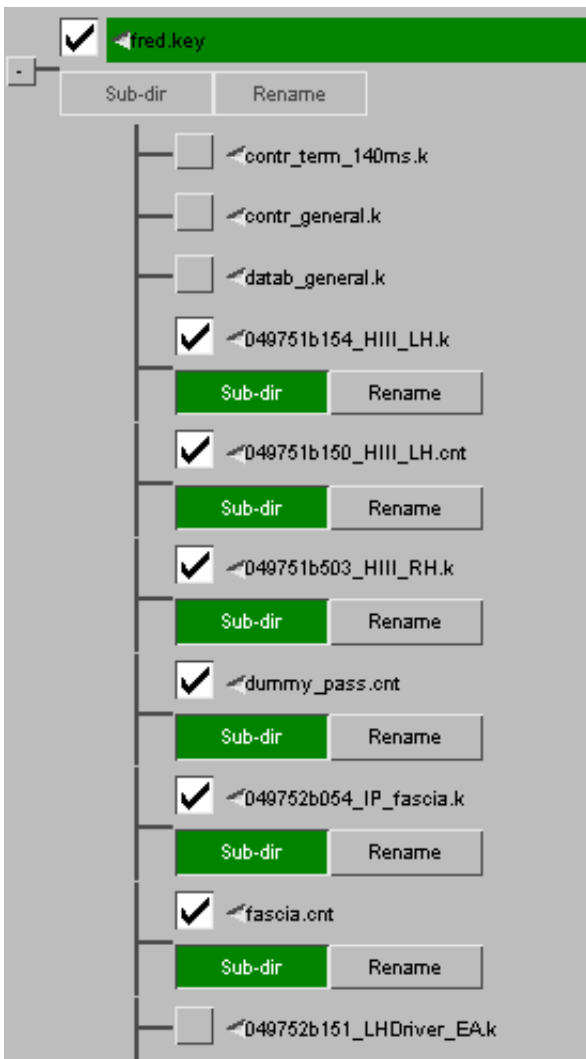 fred.key
Sub-dir Rename
contr_term_140ms.k
contr_general.k
datab_general.k
049751b154_HIII_LH.k
Sub-dir Rename
049751b150_HIII_LH.cnt
Sub-dir Rename
049751b503_HIII_RH.k
Sub-dir Rename
dummy_pass.cnt
Sub-dir Rename
049752b054_IP_fascia.k
Sub-dir Rename
fascia.cnt
Sub-dir Rename
049752b151_LHDriver_EA.k